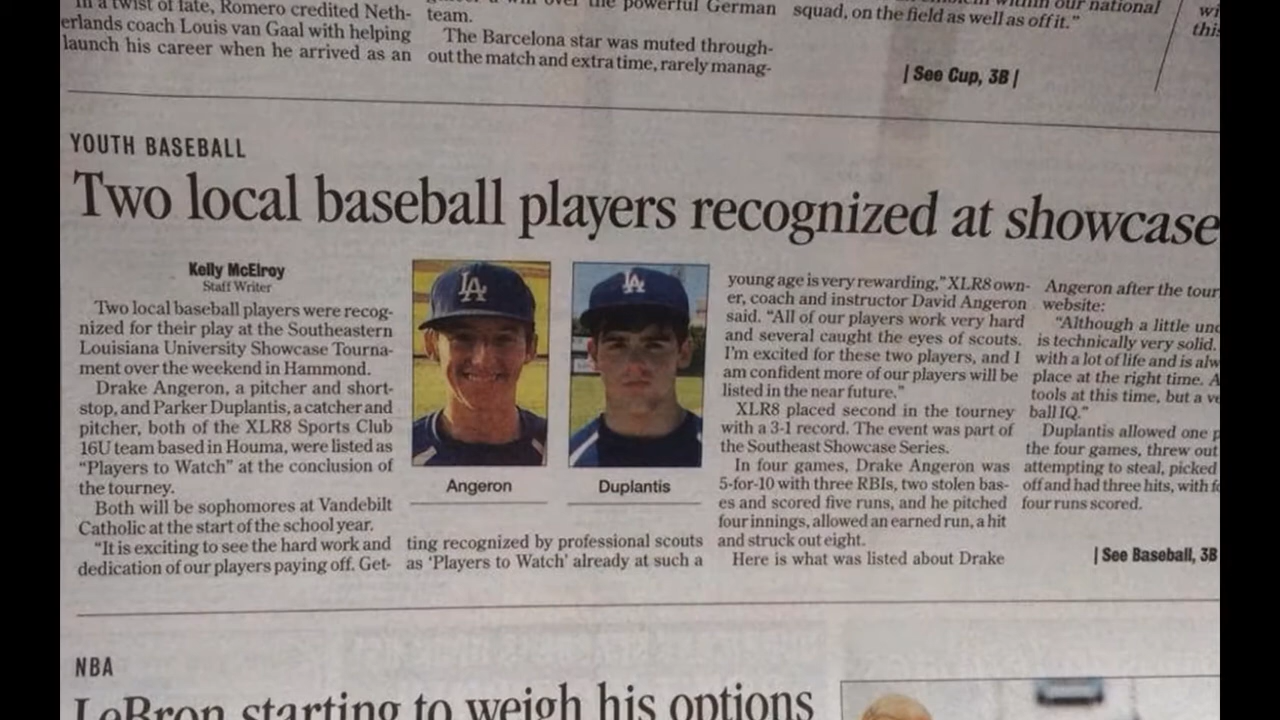 In a twist of fate, Romero credited Neth-
erlands coach Louis van Gaal with helping
launch his career when he arrived as an
the powerful German
team.
The Barcelona star was muted through-
out the match and extra time, rarely manag-
within our national
squad, on the field as well as off it."
| See Cup, 3B |
YOUTH BASEBALL
Two local baseball players recognized at showcase
Kelly McElroy
Staff Writer
Two local baseball players were recog-
nized for their play at the Southeastern
Louisiana University Showcase Tourna-
ment over the weekend in Hammond.
Drake Angeron, a pitcher and short-
stop, and Parker Duplantis, a catcher and
pitcher, both of the XLR8 Sports Club
16U team based in Houma, were listed as
"Players to Watch" at the conclusion of
the tourney.
Both will be sophomores at Vandebilt
Catholic at the start of the school year.
"It is exciting to see the hard work and
dedication of our players paying off. Get-
LA
LA
Angeron
Duplantis
ting recognized by professional scouts
as 'Players to Watch' already at such a
young age is very rewarding," XLR8 own-
er, coach and instructor David Angeron
said. "All of our players work very hard
and several caught the eyes of scouts.
I'm excited for these two players, and I
am confident more of our players will be
listed in the near future."
XLR8 placed second in the tourney
with a 3-1 record. The event was part of
the Southeast Showcase Series.
In four games, Drake Angeron was
5-for-10 with three RBIs, two stolen bas-
es and scored five runs, and he pitched
four innings, allowed an earned run, a hit
and struck out eight.
Here is what was listed about Drake
Angeron after the tour
website:
"Although a little und
is technically very solid.
with a lot of life and is alw
place at the right time. A
tools at this time, but a ve
ball IQ."
Duplantis allowed one p
the four games, threw out
attempting to steal, picked
off and had three hits, with fo
four runs scored.
| See Baseball, 3B
NBA
LeBron starting to weigh his options